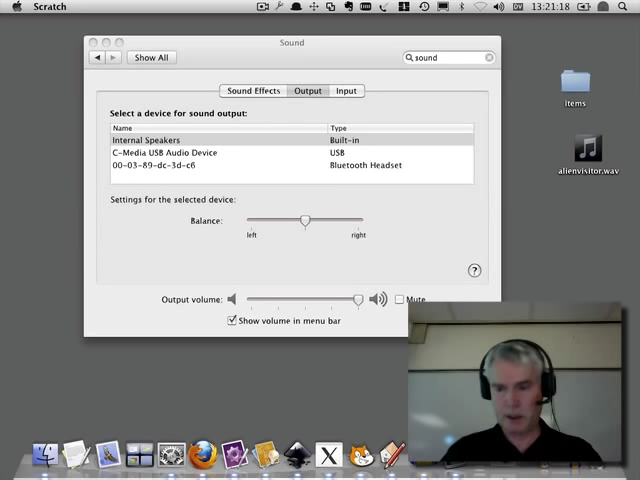 Scratch
13:21:18
Sound
Show All
sound
Sound Effects Output Input
Select a device for sound output:
Name Type
Internal Speakers Built-in
C-Media USB Audio Device USB
00-03-89-dc-3d-c6 Bluetooth Headset
Settings for the selected device:
Balance:
left right
?
Output volume: Mute
Show volume in menu bar
Items
alienvisitor.wav
X